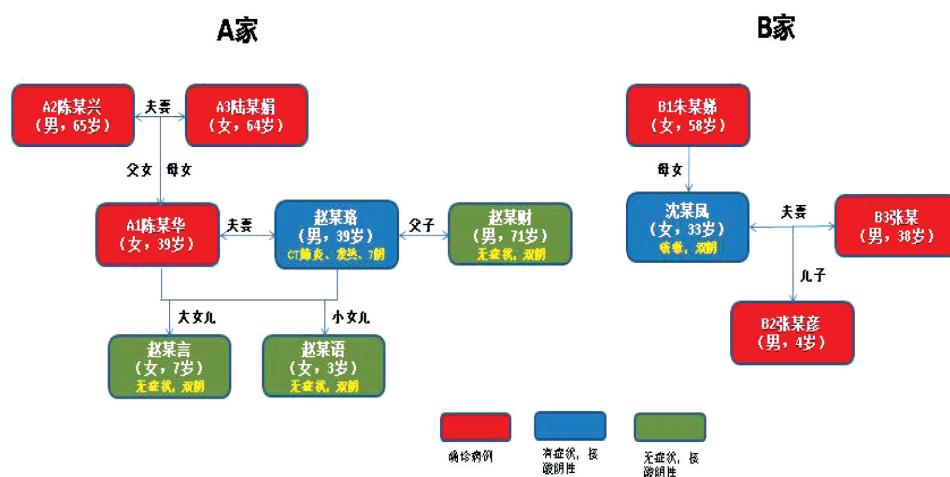 A家
B家
A2陈某兴
（男，65岁）
夫妻
A3陆某娟
（女，64岁）
B1朱某娣
（女，58岁）
父女 母女
母女
A1陈某华
（女，39岁）
夫妻
赵某珞
（男，39岁）
CT肺炎、发热、7阴
父子
赵某财
（男，71岁）
无症状，双阴
沈某凤
（女，33岁）
咳嗽，双阴
夫妻
B3张某
（男，38岁）
儿子
大女儿
小女儿
赵某言
（女，7岁）
无症状，双阴
赵某语
（女，3岁）
无症状，双阴
B2张某彦
（男，4岁）
确诊病例
有症状，核
酸阴性
无症状，核
酸阴性